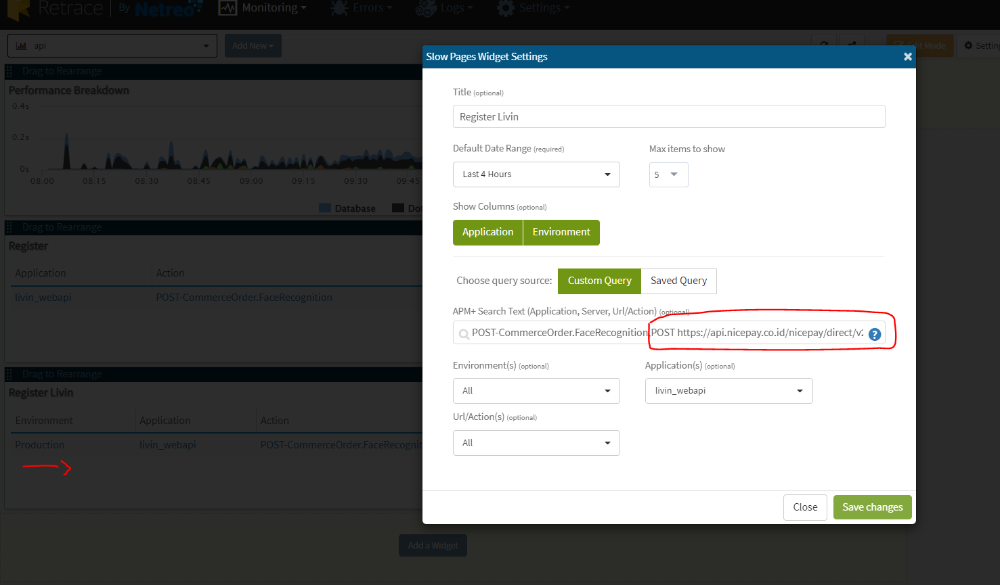 Retrace By Netreo Monitoring Errors Logs Settings
api Add New Edit Mode
Drag to Rearrange
Performance Breakdown
0.4s
0.2s
0s
08:00 08:15 08:30 08:45 09:00 09:15 09:30 09:45
Database
Drag to Rearrange
Register
Application Action
livin_webapi POST-CommerceOrder.FaceRecognition
Drag to Rearrange
Register Livin
Environment Application Action
Production livin_webapi POST-CommerceOrder.FaceRecognit
Add a Widget
Slow Pages Widget Settings
Title (optional)
Register Livin
Default Date Range (required) Max items to show
Last 4 Hours 5
Show Columns (optional)
Application Environment
Choose query source: Custom Query Saved Query
APM+ Search Text (Application, Server, Url/Action) (optional)
POST-CommerceOrder.FaceRecognition,POST https://api.nicepay.co.id/nicepay/direct/v2 ?
Environment(s) (optional) Application(s) (optional)
All livin_webapi
Url/Action(s) (optional)
All
Close Save changes